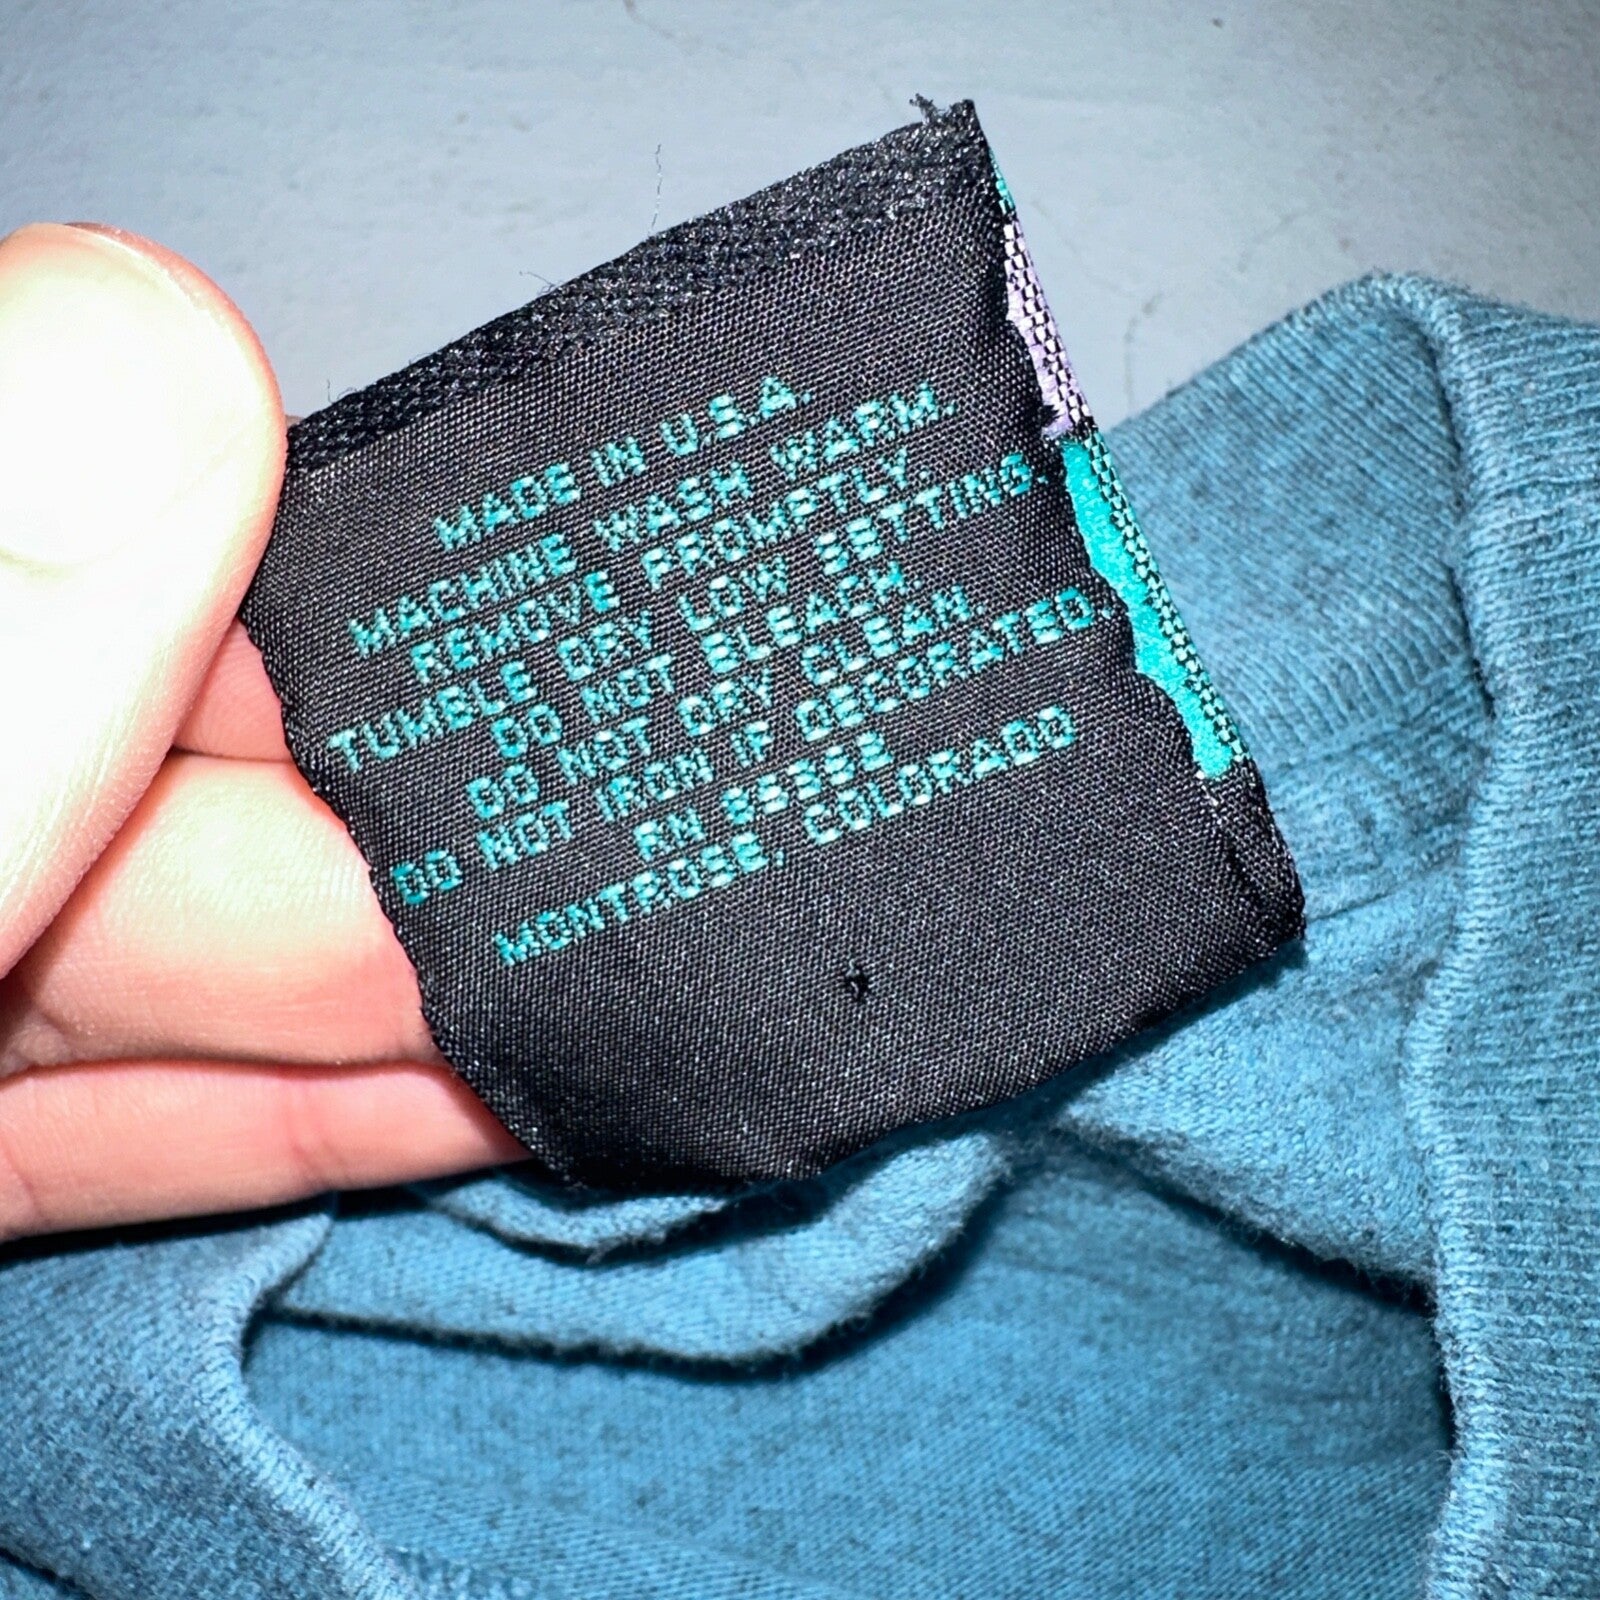 MADE IN U.S.A.
MACHINE WASH WARM.
REMOVE PROMPTLY.
TUMBLE DRY LOW SETTING.
DO NOT BLEACH.
DO NOT DRY CLEAN.
DO NOT IRON IF DECORATED.
RN
MONTROSE, COLORADO